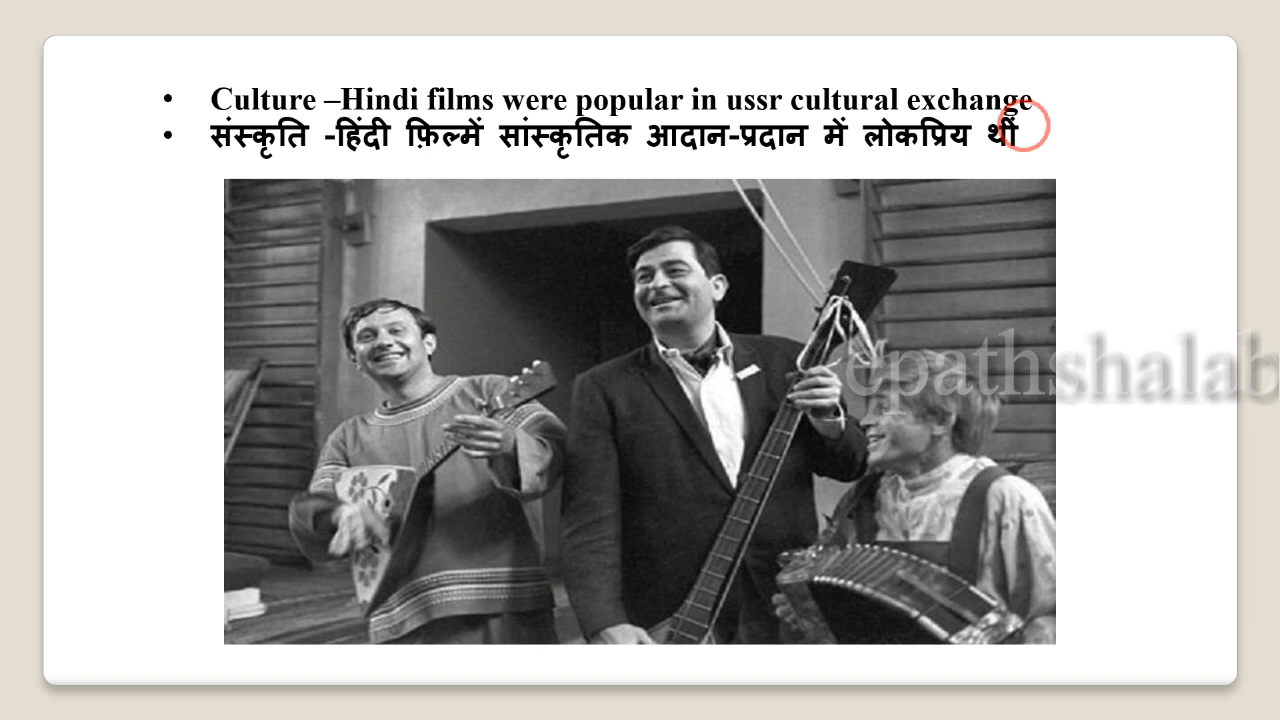 • Culture –Hindi films were popular in ussr cultural exchange
• संस्कृति -हिंदी फ़िल्में सांस्कृतिक आदान-प्रदान में लोकप्रिय थीं
epathshalab